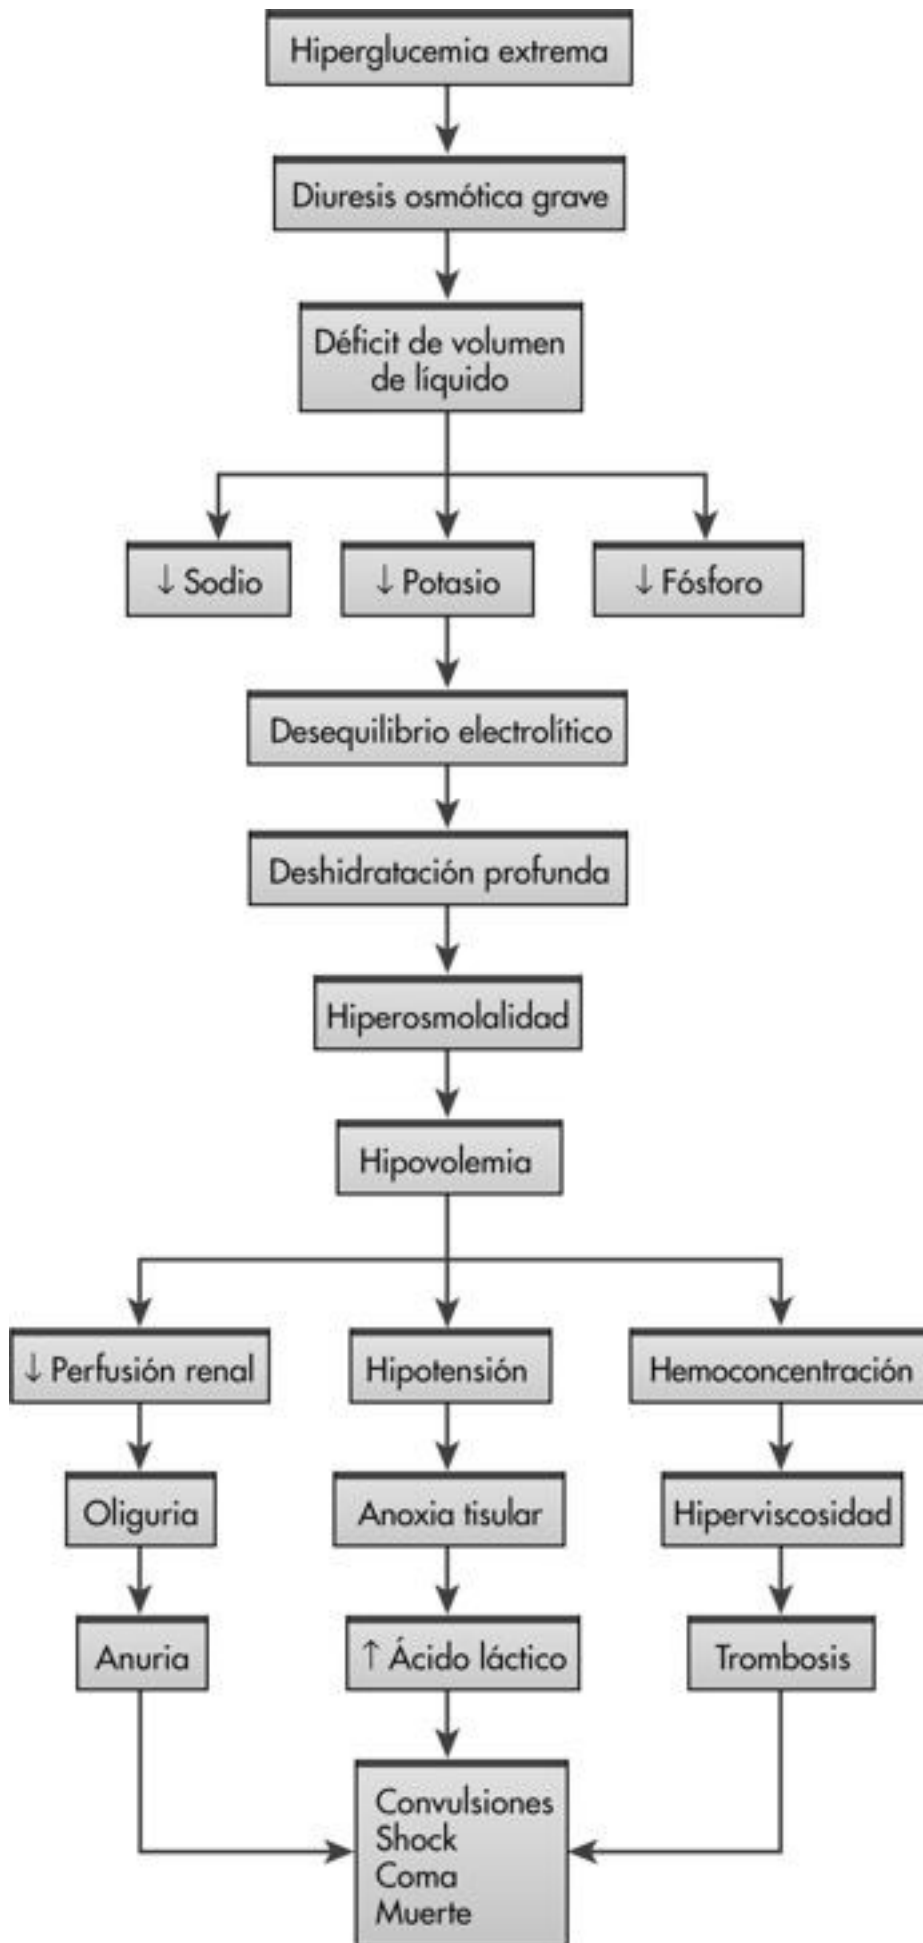 Hiperglucemia extrema
Diuresis osmótica grave
Déficit de volumen
de líquido
↓ Sodio
↓ Potasio
↓ Fósforo
Desequilibrio electrolítico
Deshidratación profunda
Hiperosmolalidad
Hipovolemia
↓ Perfusión renal
Hipotensión
Hemoconcentración
Oliguria
Anoxia tisular
Hiperviscosidad
Anuria
↑ Ácido láctico
Trombosis
Convulsiones
Shock
Coma
Muerte